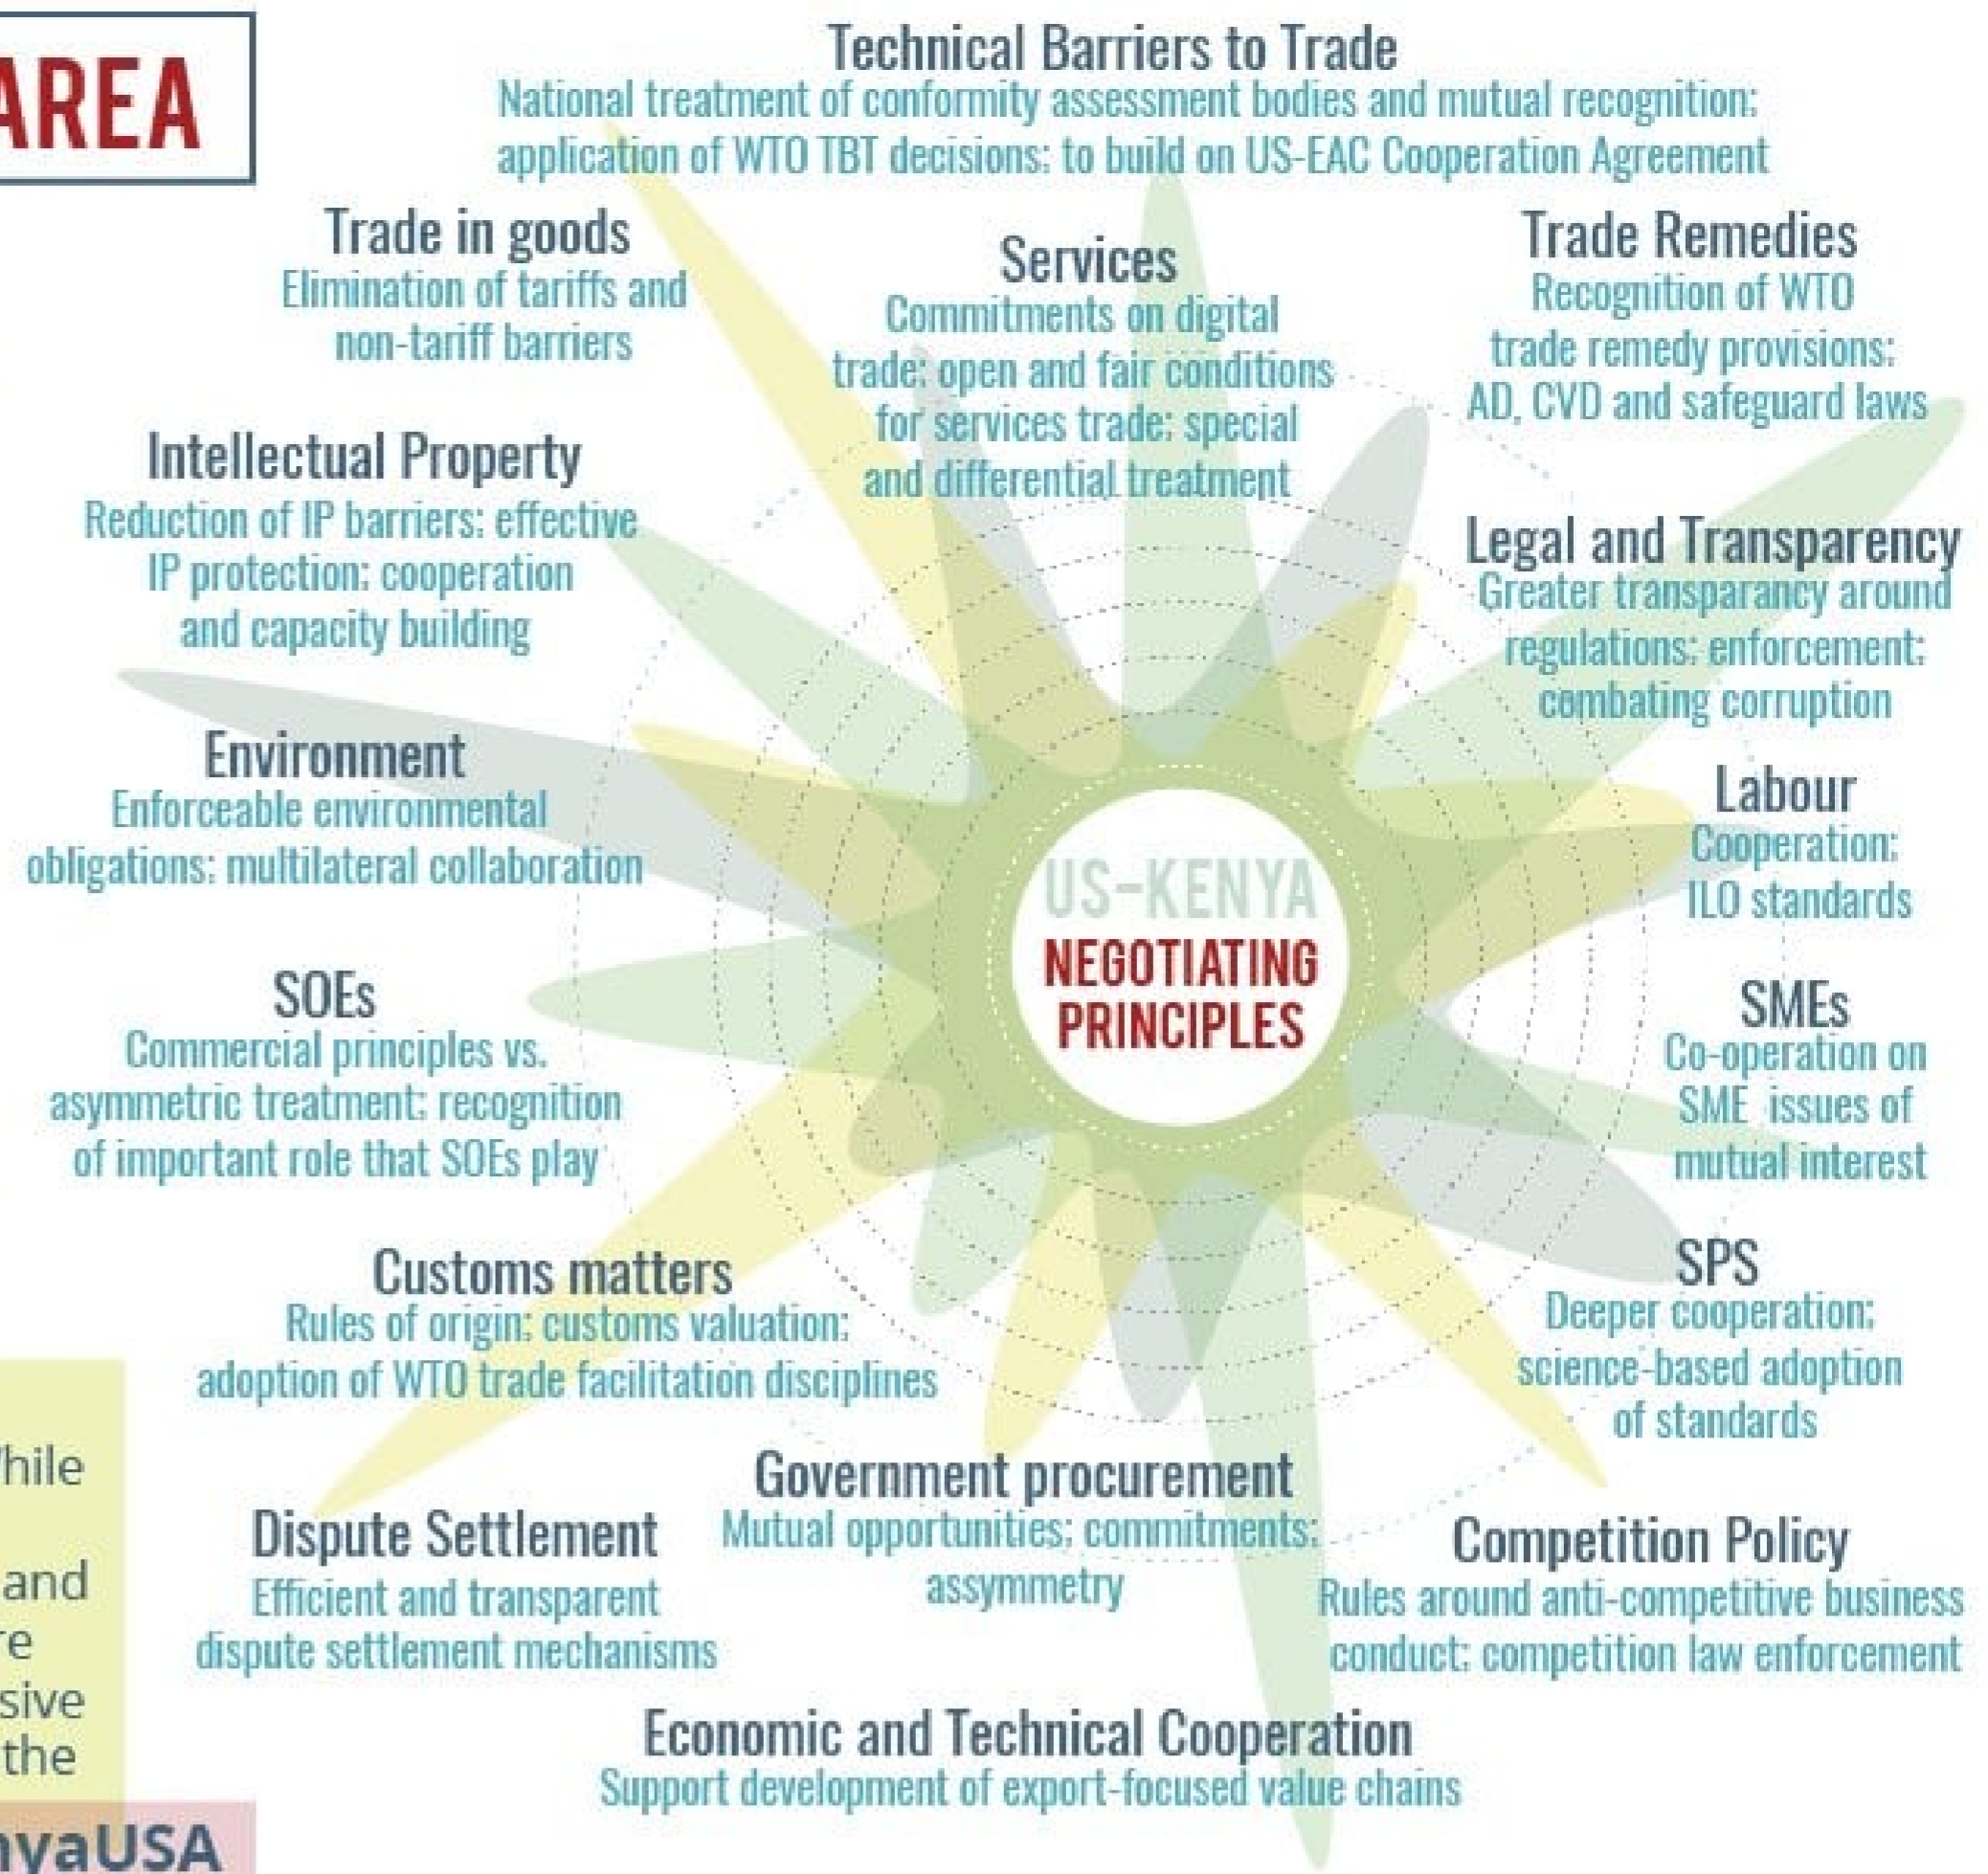 AREA
Technical Barriers to Trade
National treatment of conformity assessment bodies and mutual recognition;
application of WTO TBT decisions; to build on US-EAC Cooperation Agreement
Trade in goods
Elimination of tariffs and
non-tariff barriers
Services
Commitments on digital
trade; open and fair conditions
for services trade; special
and differential treatment
Trade Remedies
Recognition of WTO
trade remedy provisions;
AD, CVD and safeguard laws
Intellectual Property
Reduction of IP barriers; effective
IP protection; cooperation
and capacity building
Legal and Transparency
Greater transparancy around
regulations; enforcement;
combating corruption
Environment
Enforceable environmental
obligations; multilateral collaboration
Labour
Cooperation;
ILO standards
US-KENYA
NEGOTIATING
PRINCIPLES
SOEs
Commercial principles vs.
asymmetric treatment; recognition
of important role that SOEs play
SMEs
Co-operation on
SME issues of
mutual interest
Customs matters
Rules of origin; customs valuation;
adoption of WTO trade facilitation disciplines
SPS
Deeper cooperation;
science-based adoption
of standards
Dispute Settlement
Efficient and transparent
dispute settlement mechanisms
Government procurement
Mutual opportunities; commitments;
assymmetry
Competition Policy
Rules around anti-competitive business
conduct; competition law enforcement
Economic and Technical Cooperation
Support development of export-focused value chains
hile
and
re
sive
the
nyaUSA